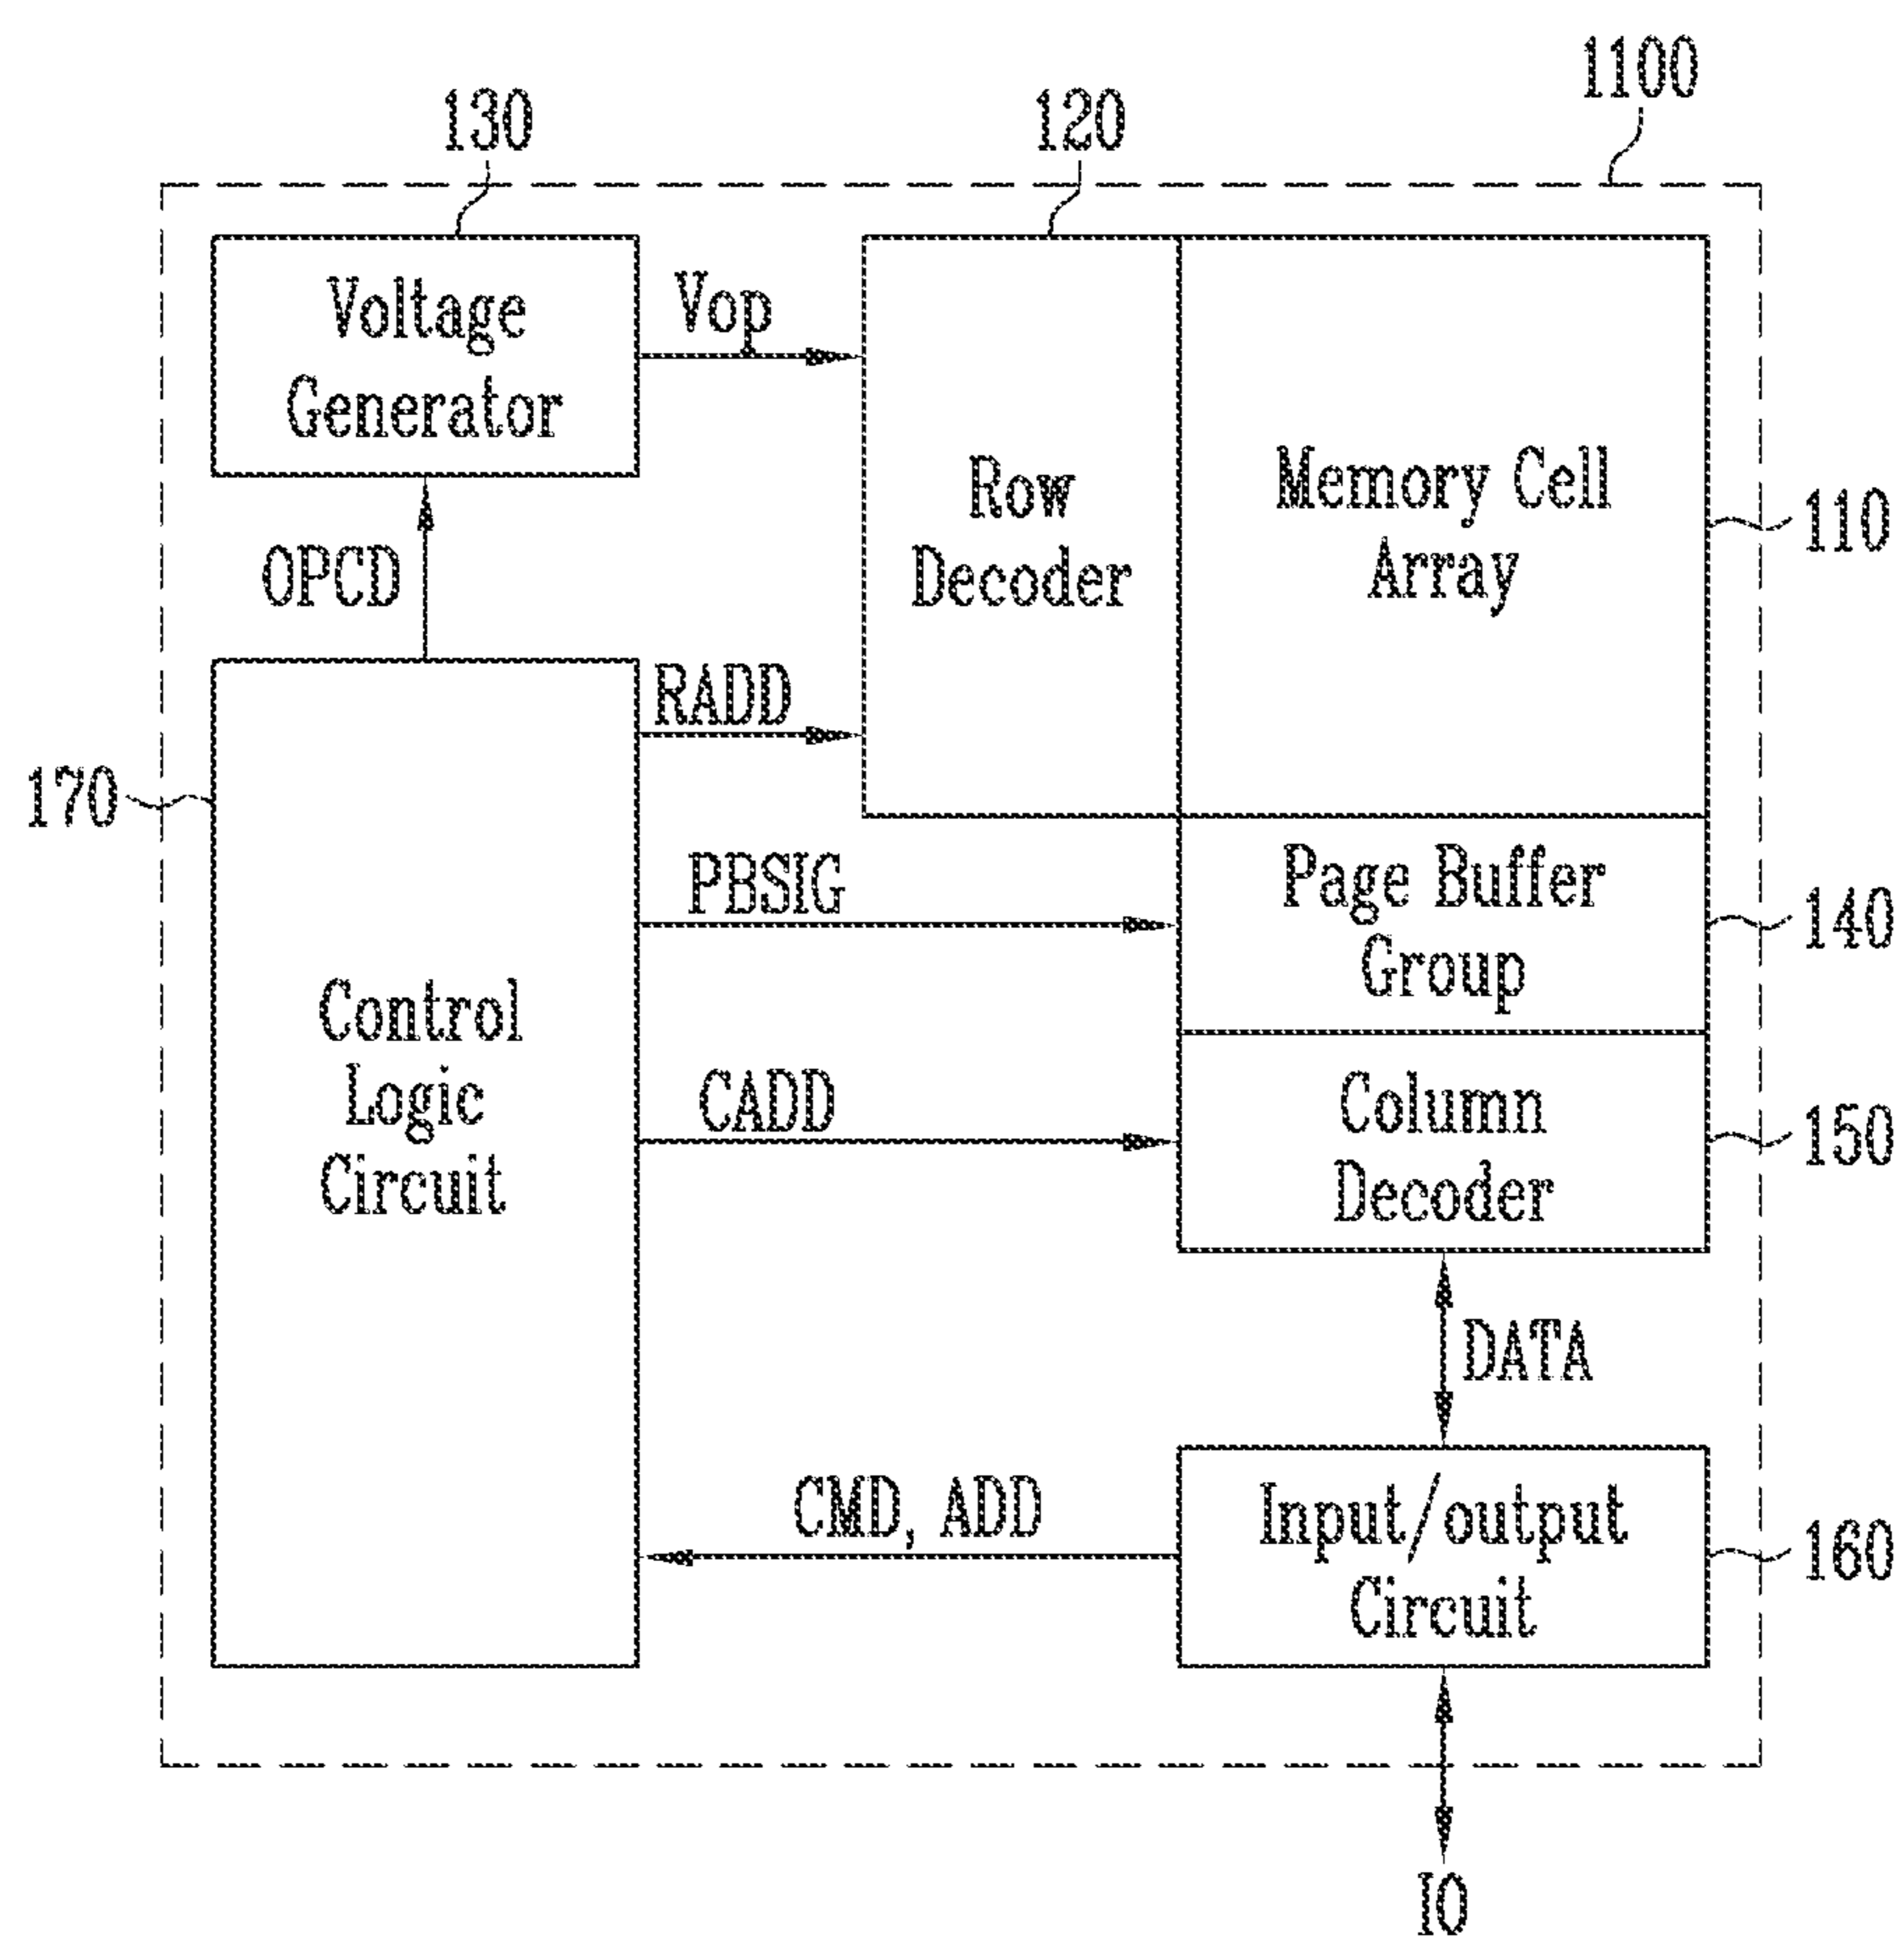 1100
130
120
Voltage
Generator
Vop
Row
Decoder
Memory Cell
Array
110
OPCD
RADD
170
PBSIG
Page Buffer
Group
140
Control
Logic
Circuit
CADD
Column
Decoder
150
DATA
CMD, ADD
Input/output
Circuit
160
IO